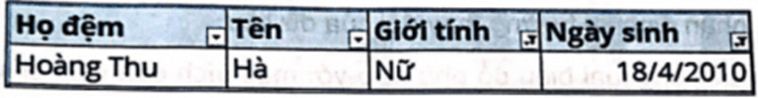 Họ đệm Tên Giới tính Ngày sinh
Hoàng Thu Hà Nữ 18/4/2010